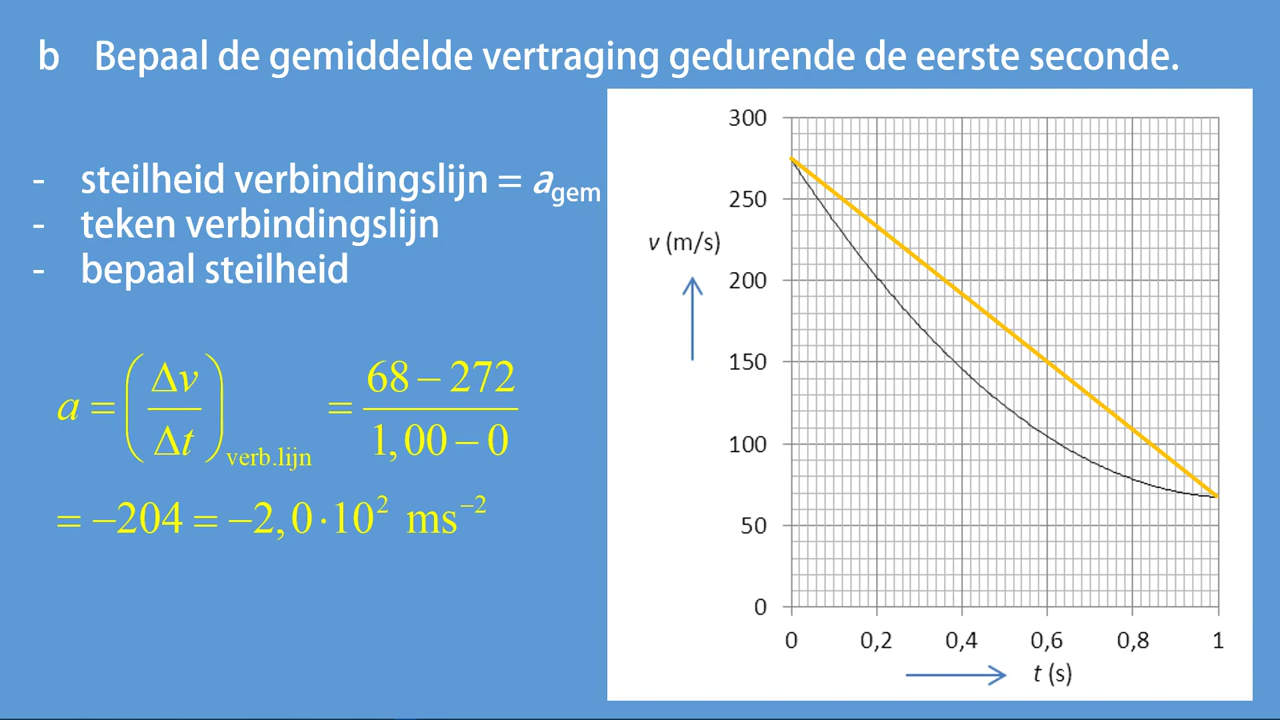 b Bepaal de gemiddelde vertraging gedurende de eerste seconde.
- steilheid verbindingslijn = a_gem
- teken verbindingslijn
- bepaal steilheid
a = (Δv/Δt)_verb.lijn = (68 – 272)/(1,00 – 0)
= –204 = –2,0·10² ms⁻²
300
250
v (m/s)
200
150
100
50
0
0 0,2 0,4 0,6 0,8 1
t (s)